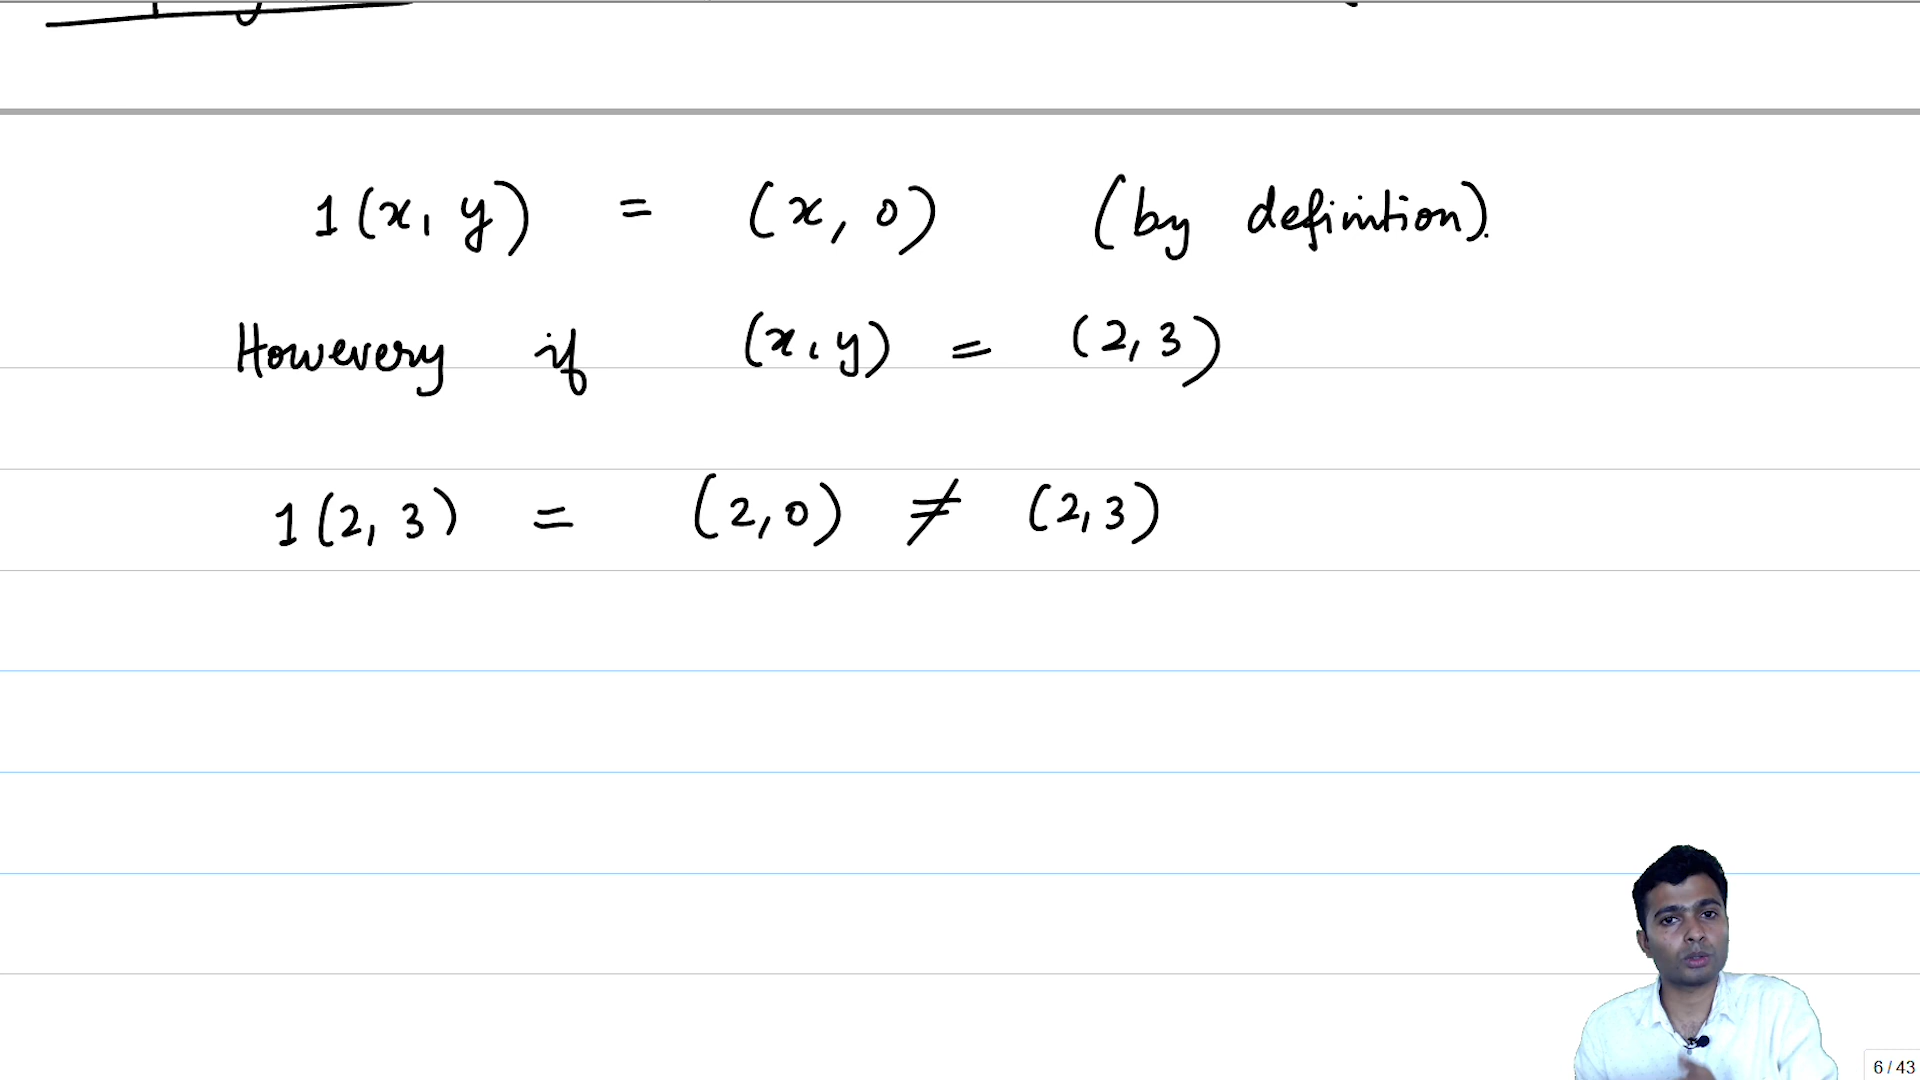 1(x, y) = (x, 0) (by definition).
Howevery if (x, y) = (2, 3)
1(2, 3) = (2, 0) ≠ (2, 3)
6 / 43